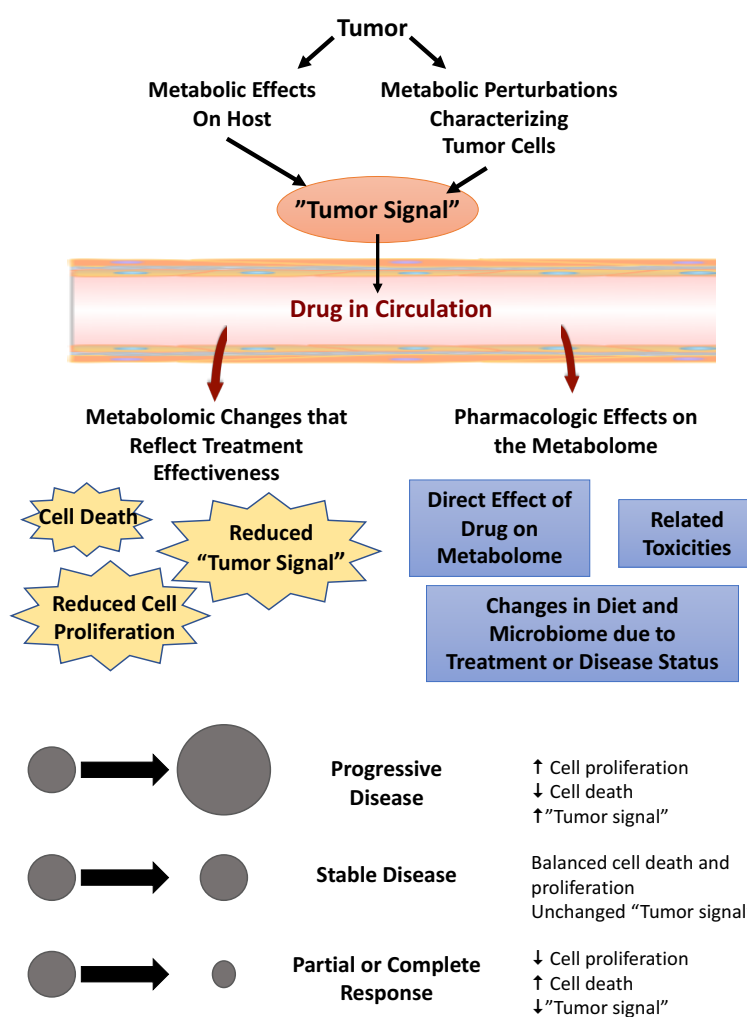 Tumor
Metabolic Effects
On Host
Metabolic Perturbations
Characterizing
Tumor Cells
”Tumor Signal”
Drug in Circulation
Metabolomic Changes that
Reflect Treatment
Effectiveness
Pharmacologic Effects on
the Metabolome
Cell Death
Reduced
“Tumor Signal”
Reduced Cell
Proliferation
Direct Effect of
Drug on
Metabolome
Related
Toxicities
Changes in Diet and
Microbiome due to
Treatment or Disease Status
Progressive
Disease
↑ Cell proliferation
↓ Cell death
↑”Tumor signal”
Stable Disease
Balanced cell death and
proliferation
Unchanged “Tumor signal
Partial or Complete
Response
↓ Cell proliferation
↑ Cell death
↓”Tumor signal”